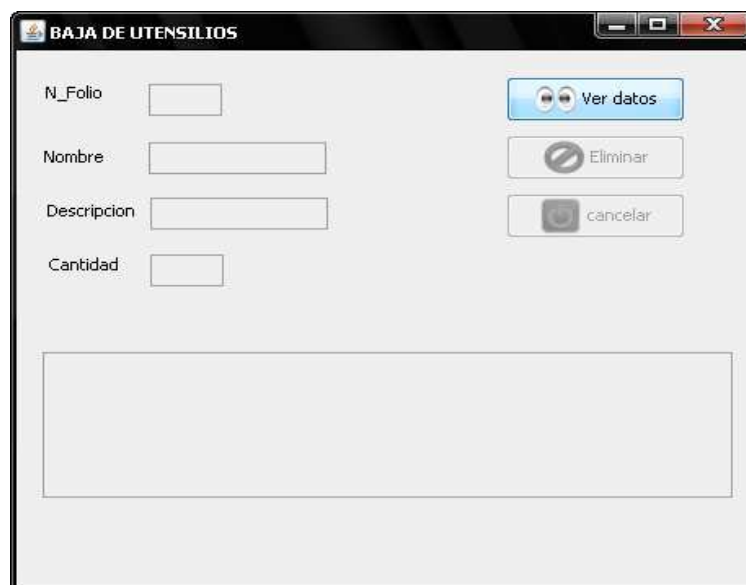 BAJA DE UTENSILIOS
N_Folio
Ver datos
Nombre
Eliminar
Descripcion
cancelar
Cantidad